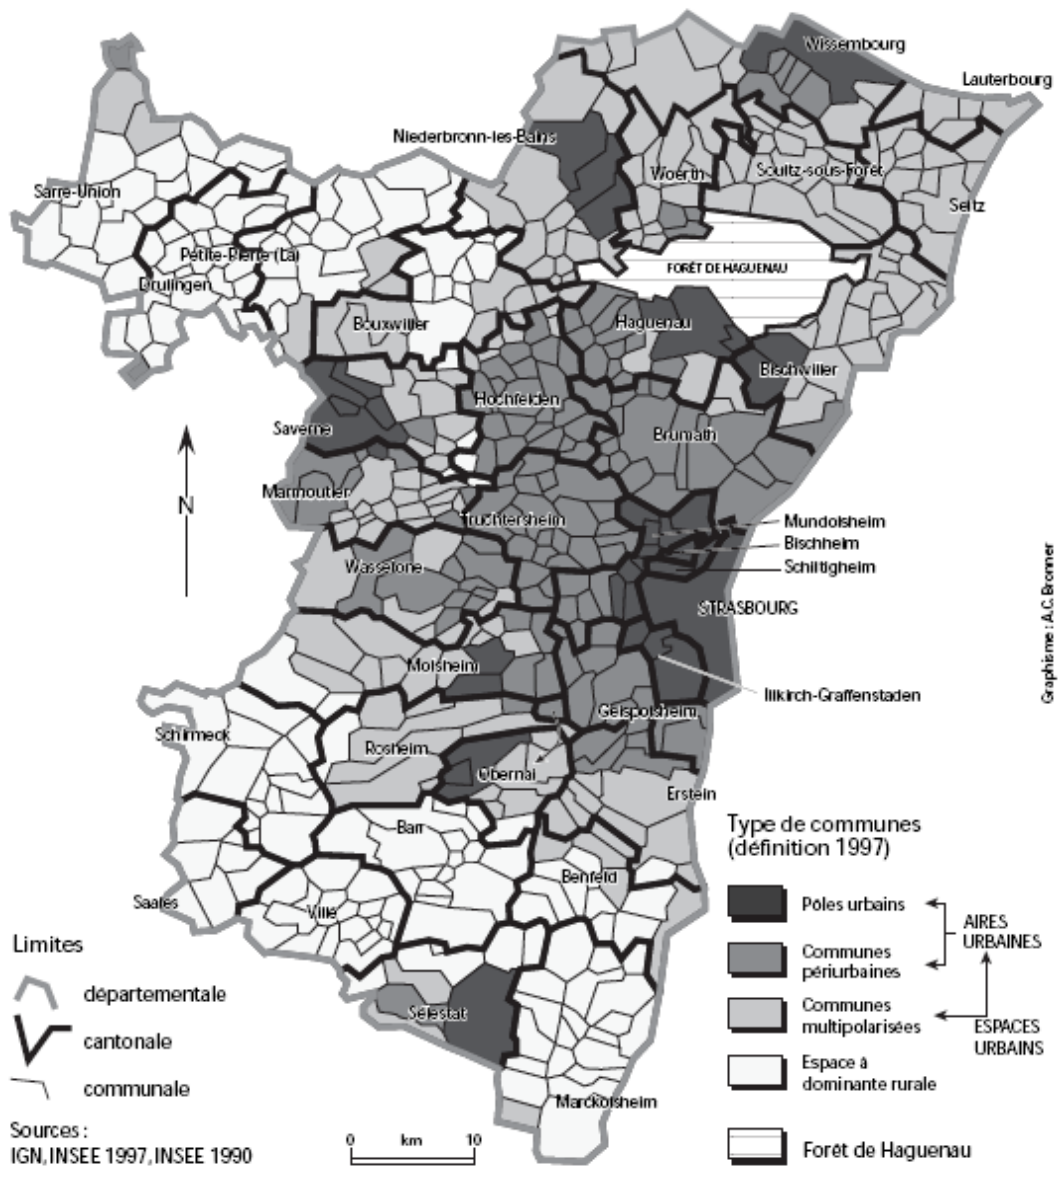 Wissembourg
Lauterbourg
Niederbronn-les-Bains
Woerth
Soultz-sous-Forêt
Sarre-Union
Seltz
Petite-Pierre (La)
FORÊT DE HAGUENAU
Drulingen
Bouxwiller
Haguenau
Bischwiller
Hochfelden
Saverne
Brumath
Marmoutier
N
Truchtersheim
Mundolsheim
Bischheim
Schiltigheim
Wasselone
STRASBOURG
Molsheim
Illkirch-Graffenstaden
Geispolsheim
Schirmeck
Rosheim
Obernai
Erstein
Barr
Benfeld
Saales
Villé
Sélestat
Marckolsheim
Graphisme : A.C. Bronner
Type de communes
(définition 1997)
Pôles urbains
AIRES
URBAINES
Communes
périurbaines
Communes
multipolarisées
ESPACES
URBAINS
Espace à
dominante rurale
Forêt de Haguenau
Limites
départementale
cantonale
communale
Sources :
IGN, INSEE 1997, INSEE 1990
0 km 10